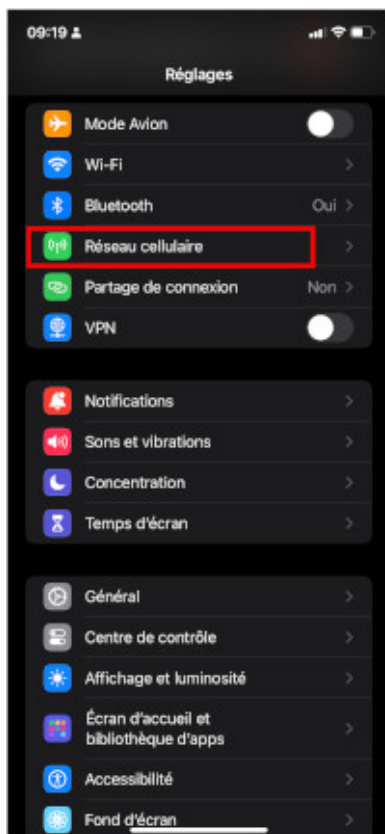 09:19
Réglages
Mode Avion
Wi-Fi
Bluetooth Oui
Réseau cellulaire
Partage de connexion Non
VPN
Notifications
Sons et vibrations
Concentration
Temps d'écran
Général
Centre de contrôle
Affichage et luminosité
Écran d'accueil et
bibliothèque d'apps
Accessibilité
Fond d'écran